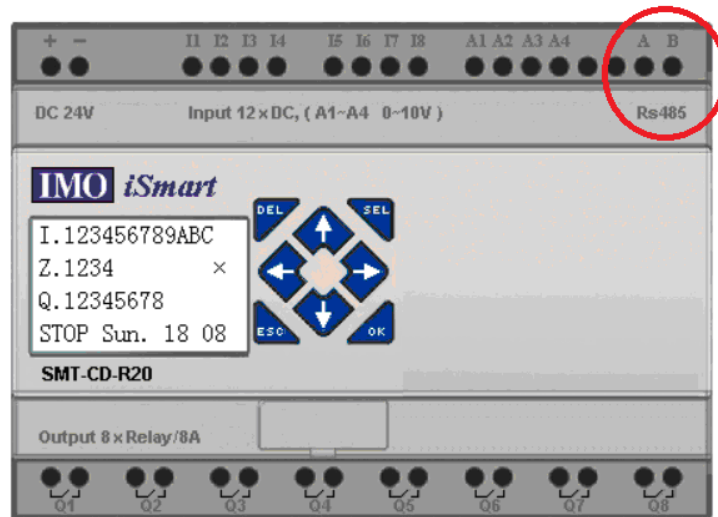 + - I1 I2 I3 I4 I5 I6 I7 I8 A1 A2 A3 A4 A B
DC 24V Input 12×DC, ( A1~A4 0~10V ) Rs485
IMO iSmart
DEL SEL
I.123456789ABC
Z.1234 ×
Q.12345678
STOP Sun. 18 08
ESC OK
SMT-CD-R20
Output 8×Relay/8A
Q1 Q2 Q3 Q4 Q5 Q6 Q7 Q8